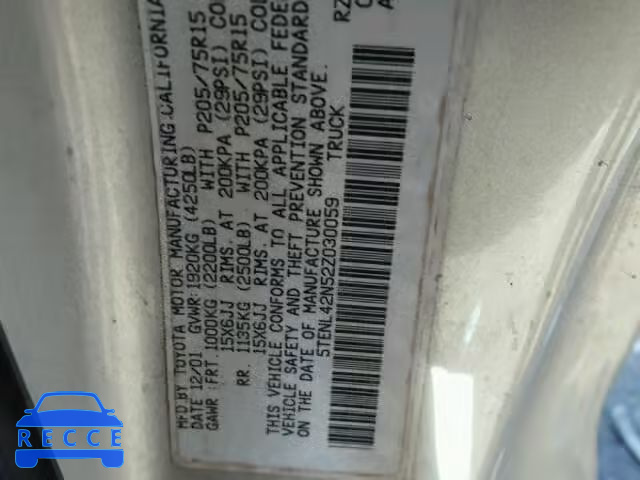 MFD BY TOYOTA MOTOR MANUFACTURING.CALIFORNIA
DATE 12/01 GVWR:1920KG (4250LB)
GAWR : FRT.1000KG (2200LB) WITH P205/75R15
15X6JJ RIMS. AT 200KPA (29PSI) CO
RR. 1135KG (2500LB) WITH P205/75R15
15X6JJ RIMS. AT 200KPA (29PSI) COL
THIS VEHICLE CONFORMS TO ALL APPLICABLE FEDE
VEHICLE SAFETY AND THEFT PREVENTION STANDARD
ON THE DATE OF MANUFACTURE SHOWN ABOVE.
5TENL42N52Z030059 TRUCK
RZ
C
A
RECCE